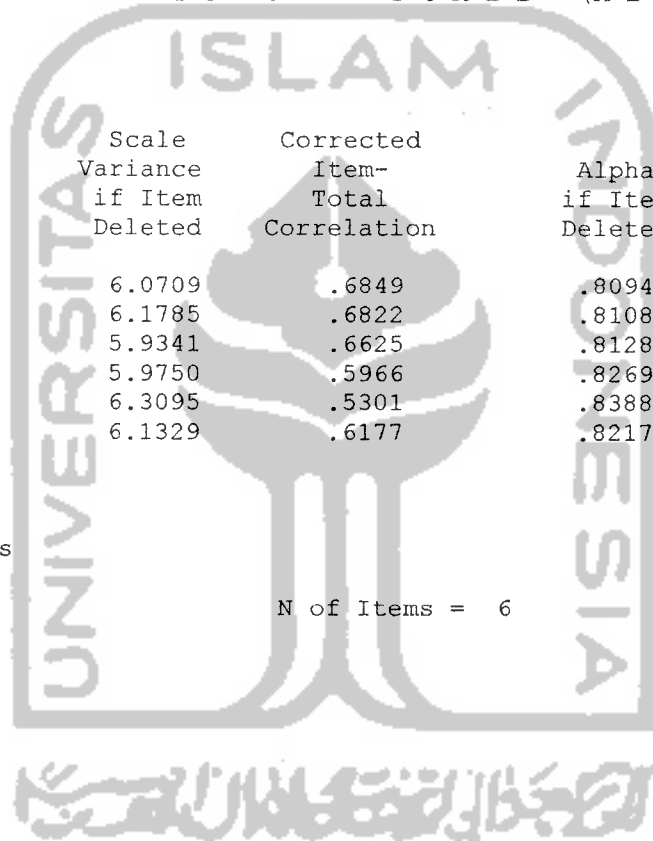 ISLAM
UNIVERSITAS
INDONESIA
Scale Corrected
Variance Item- Alpha
if Item Total if Ite
Deleted Correlation Delete
6.0709 .6849 .8094
6.1785 .6822 .8108
5.9341 .6625 .8128
5.9750 .5966 .8269
6.3095 .5301 .8388
6.1329 .6177 .8217
s
N of Items = 6